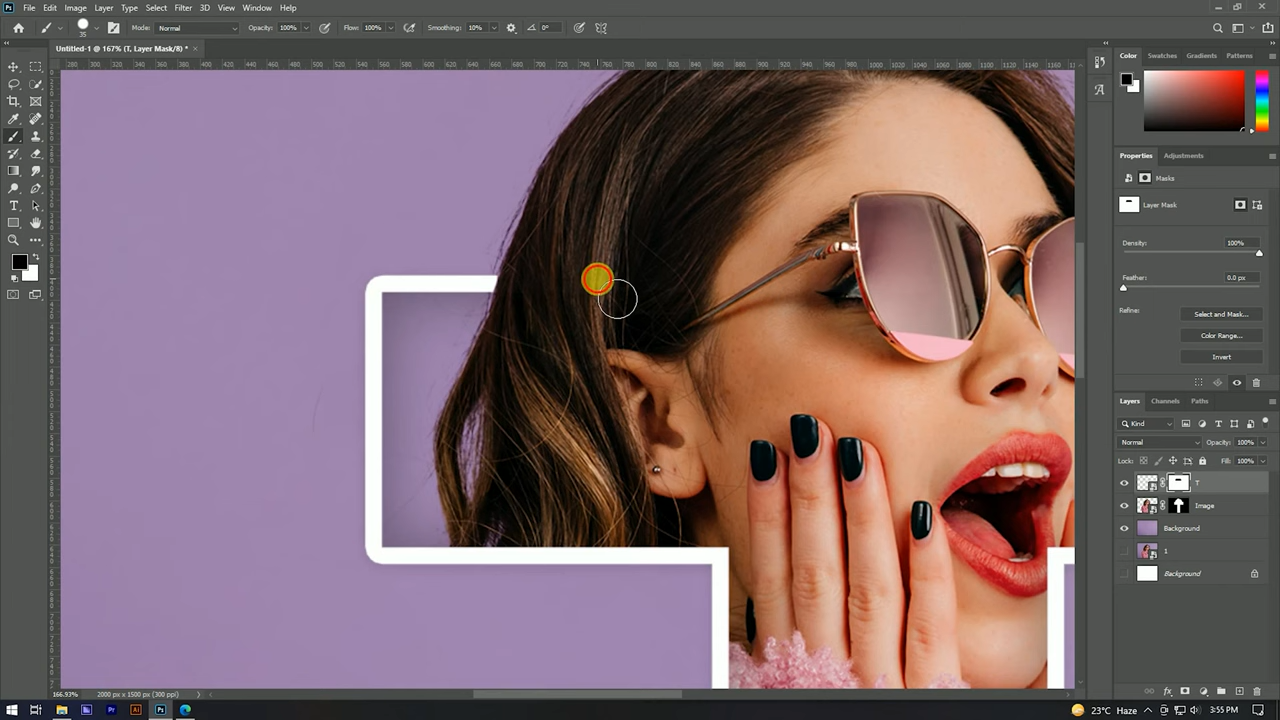 File Edit Image Layer Type Select Filter 3D View Window Help
35 Mode: Normal Opacity: 100% Flow: 100% Smoothing: 10% 0°
Untitled-1 @ 167% (T, Layer Mask/8) * ×
Color Swatches Gradients Patterns
Properties Adjustments
Masks
Layer Mask
Density: 100%
Feather: 0.0 px
Refine: Select and Mask...
Color Range...
Invert
Layers Channels Paths
Kind
Normal Opacity: 100%
Lock: Fill: 100%
T
Image
Background
1
Background
166.93% 2000 px x 1500 px (300 ppi)
23°C Haze 3:55 PM